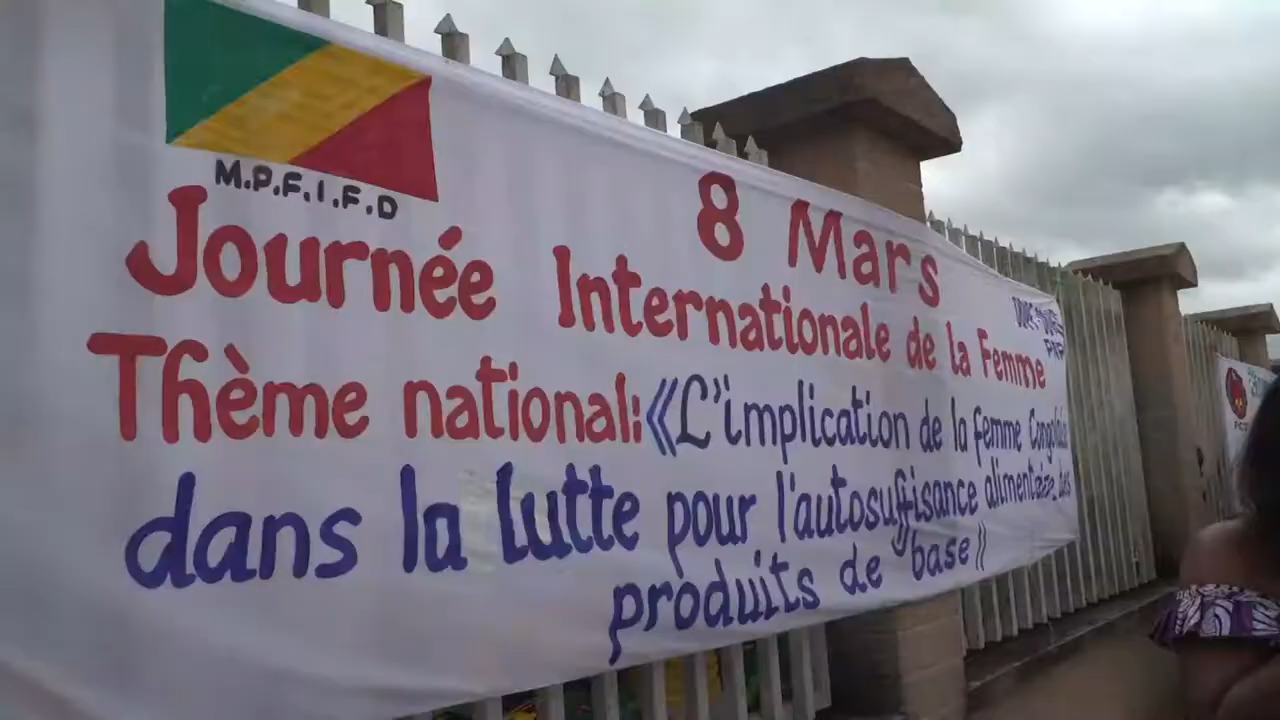 M.P.F.I.F.D
8 Mars
Journée Internationale de la Femme
Thème national: «L'implication de la femme Congolaise
dans la lutte pour l'autosuffisance alimentaire des
produits de base»